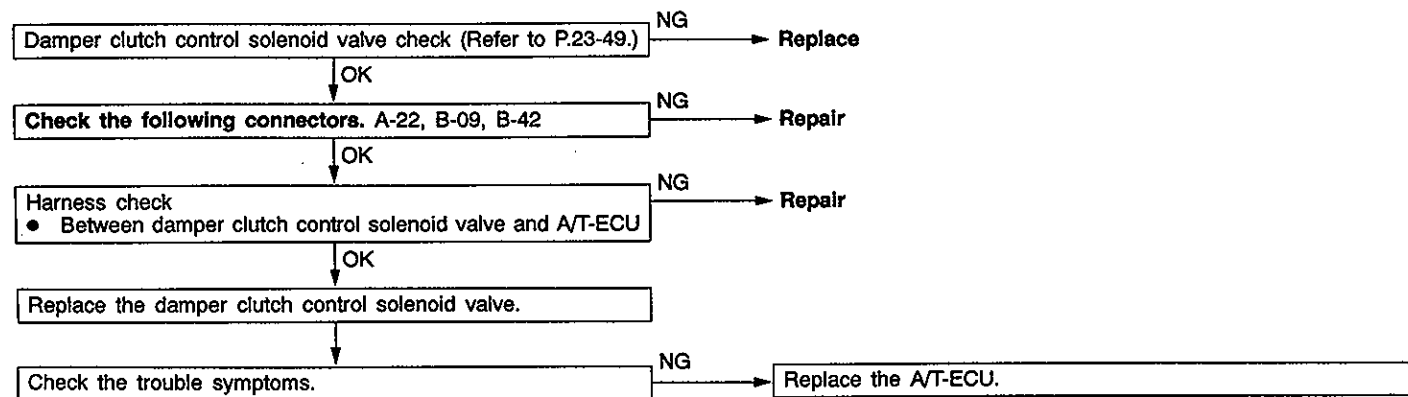 Damper clutch control solenoid valve check (Refer to P.23-49.)
NG
Replace
OK
Check the following connectors. A-22, B-09, B-42
NG
Repair
OK
Harness check
● Between damper clutch control solenoid valve and A/T-ECU
NG
Repair
OK
Replace the damper clutch control solenoid valve.
Check the trouble symptoms.
NG
Replace the A/T-ECU.